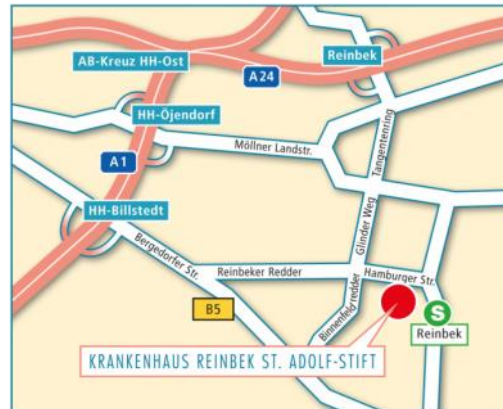 Reinbek
AB-Kreuz HH-Ost
A24
HH-Öjendorf
Tangentenring
Möllner Landstr.
A1
HH-Billstedt
Glinder Weg
Bergedorfer Str.
Reinbeker Redder
Hamburger Str.
B5
Binnenfeldredder
S
Reinbek
KRANKENHAUS REINBEK ST. ADOLF-STIFT